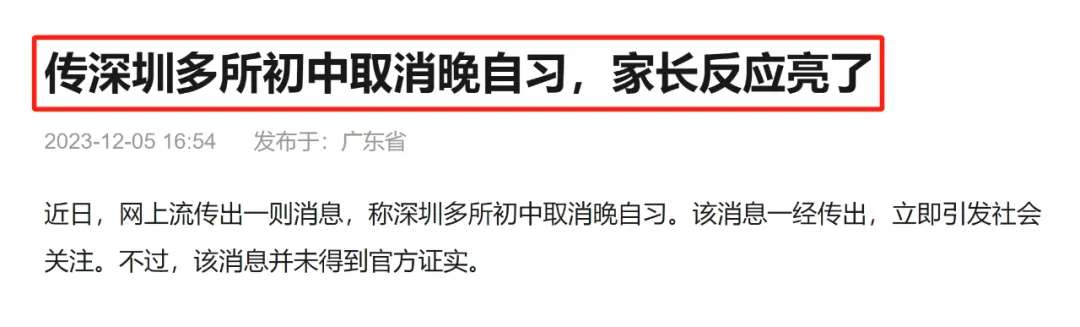 传深圳多所初中取消晚自习，家长反应亮了
2023-12-05 16:54 发布于：广东省
近日，网上流传出一则消息，称深圳多所初中取消晚自习。该消息一经传出，立即引发社会
关注。不过，该消息并未得到官方证实。